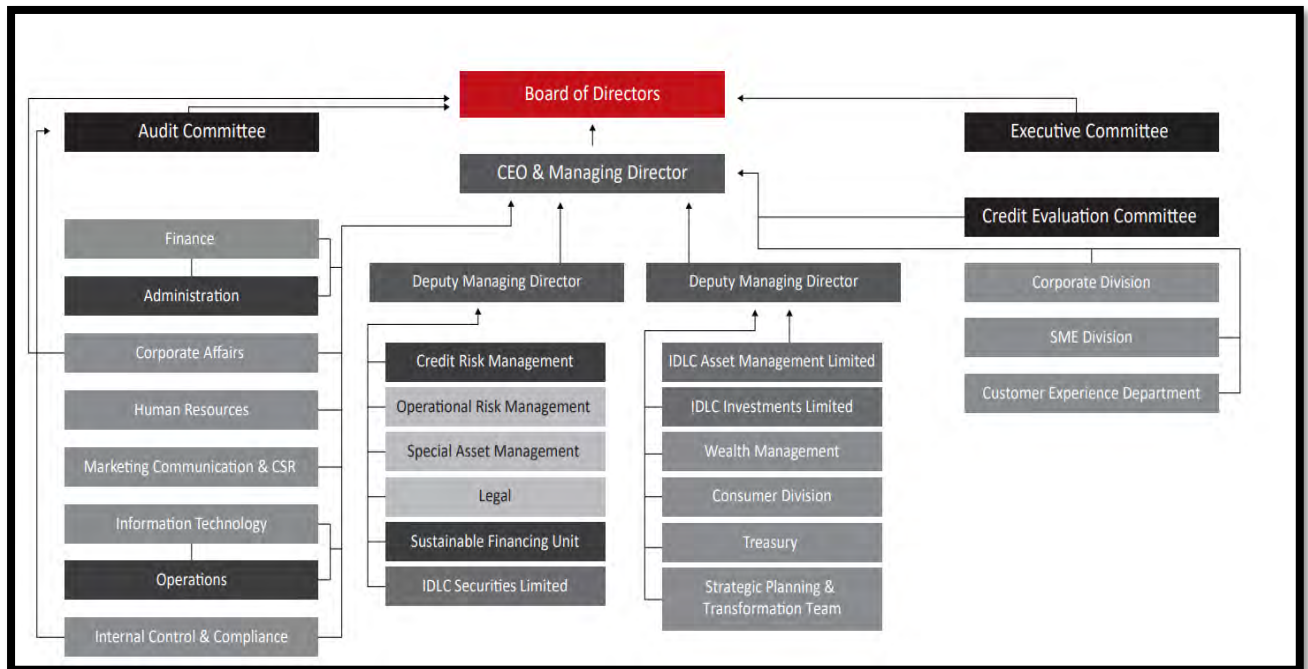 Board of Directors
Audit Committee
Executive Committee
CEO & Managing Director
Credit Evaluation Committee
Finance
Administration
Corporate Affairs
Human Resources
Marketing Communication & CSR
Information Technology
Operations
Internal Control & Compliance
Deputy Managing Director
Credit Risk Management
Operational Risk Management
Special Asset Management
Legal
Sustainable Financing Unit
IDLC Securities Limited
Deputy Managing Director
IDLC Asset Management Limited
IDLC Investments Limited
Wealth Management
Consumer Division
Treasury
Strategic Planning &
Transformation Team
Corporate Division
SME Division
Customer Experience Department